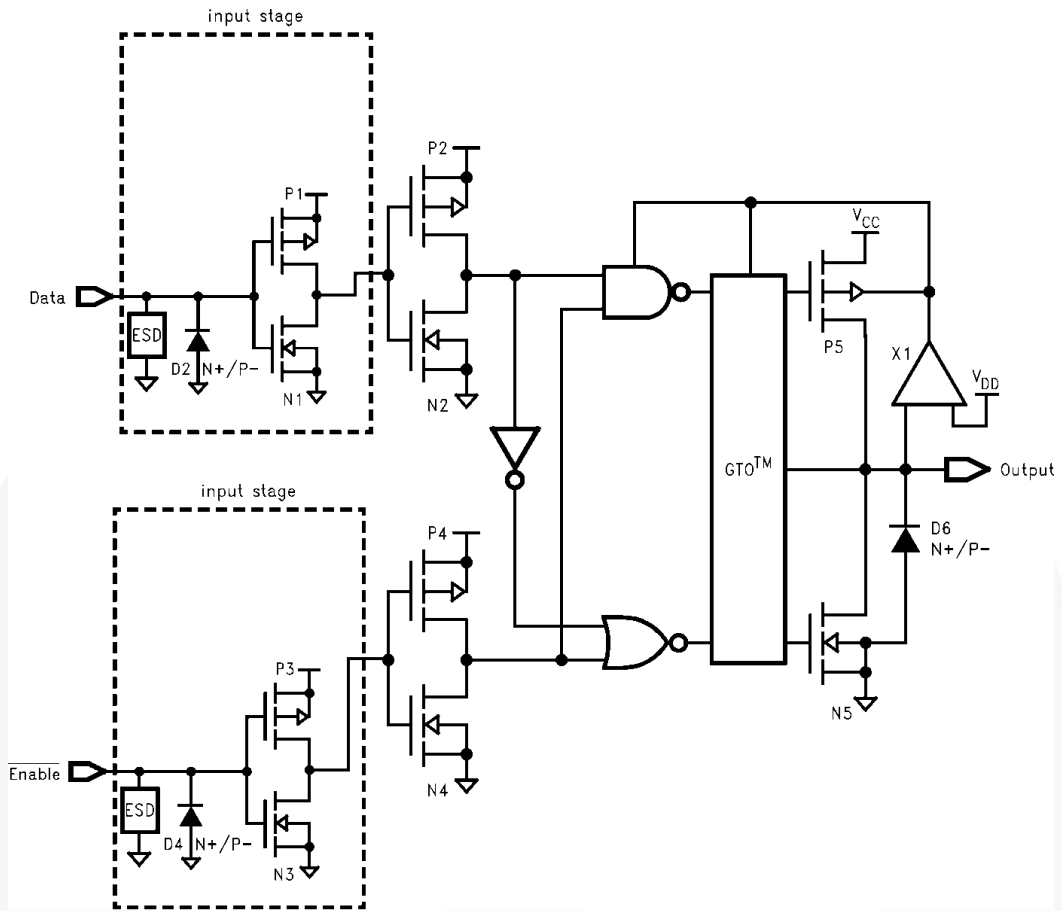 input stage
P2
P1
V_CC
Data
ESD
P5
X1
D2 N+/P-
V_DD
N1
N2
GTO™
Output
input stage
D6
N+/P-
P4
P3
N5
Enable
ESD
N4
D4 N+/P-
N3